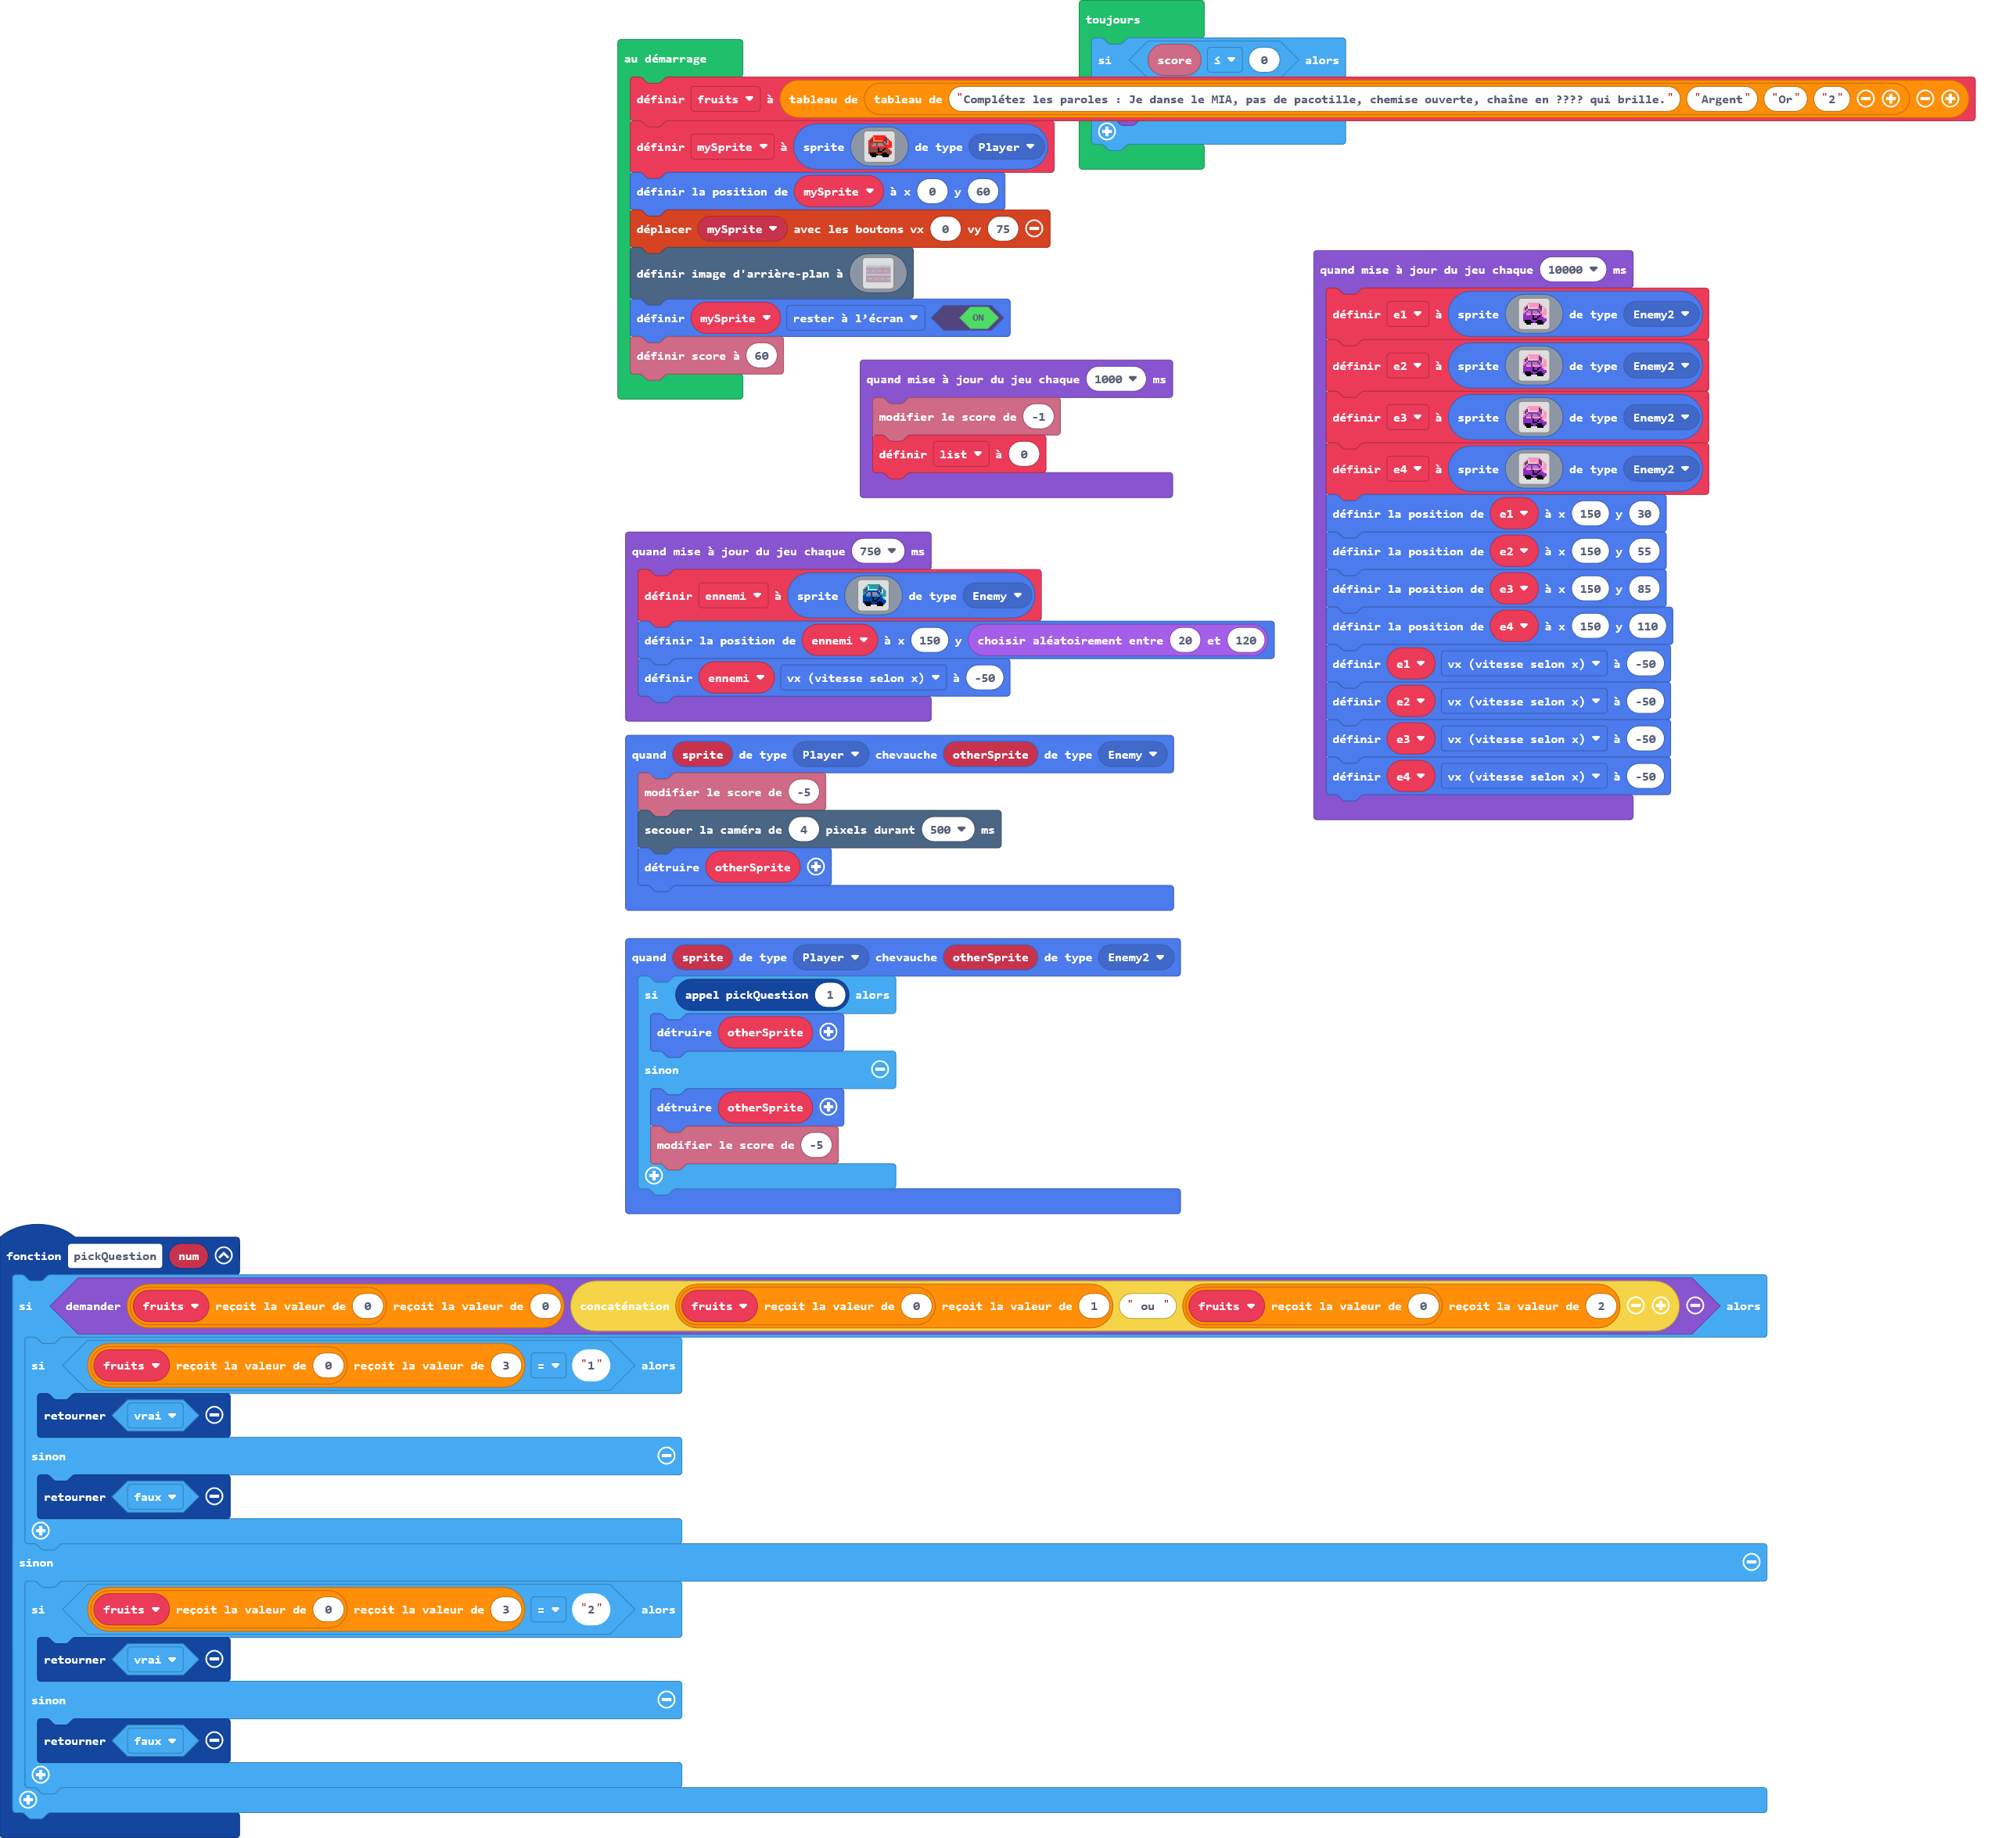 toujours
si score ≤ 0 alors
au démarrage
définir fruits à tableau de tableau de "Complétez les paroles : Je danse le MIA, pas de pacotille, chemise ouverte, chaîne en ???? qui brille." "Argent" "Or" "2"
définir mySprite à sprite de type Player
définir la position de mySprite à x 0 y 60
déplacer mySprite avec les boutons vx 0 vy 75
définir image d'arrière-plan à
définir mySprite rester à l’écran ON
définir score à 60
quand mise à jour du jeu chaque 1000 ms
modifier le score de -1
définir list à 0
quand mise à jour du jeu chaque 10000 ms
définir e1 à sprite de type Enemy2
définir e2 à sprite de type Enemy2
définir e3 à sprite de type Enemy2
définir e4 à sprite de type Enemy2
définir la position de e1 à x 150 y 30
définir la position de e2 à x 150 y 55
définir la position de e3 à x 150 y 85
définir la position de e4 à x 150 y 110
définir e1 vx (vitesse selon x) à -50
définir e2 vx (vitesse selon x) à -50
définir e3 vx (vitesse selon x) à -50
définir e4 vx (vitesse selon x) à -50
quand mise à jour du jeu chaque 750 ms
définir ennemi à sprite de type Enemy
définir la position de ennemi à x 150 y choisir aléatoirement entre 20 et 120
définir ennemi vx (vitesse selon x) à -50
quand sprite de type Player chevauche otherSprite de type Enemy
modifier le score de -5
secouer la caméra de 4 pixels durant 500 ms
détruire otherSprite
quand sprite de type Player chevauche otherSprite de type Enemy2
si appel pickQuestion 1 alors
détruire otherSprite
sinon
détruire otherSprite
modifier le score de -5
fonction pickQuestion num
si demander fruits reçoit la valeur de 0 reçoit la valeur de 0 concaténation fruits reçoit la valeur de 0 reçoit la valeur de 1 " ou " fruits reçoit la valeur de 0 reçoit la valeur de 2 alors
si fruits reçoit la valeur de 0 reçoit la valeur de 3 = "1" alors
retourner vrai
sinon
retourner faux
sinon
si fruits reçoit la valeur de 0 reçoit la valeur de 3 = "2" alors
retourner vrai
sinon
retourner faux